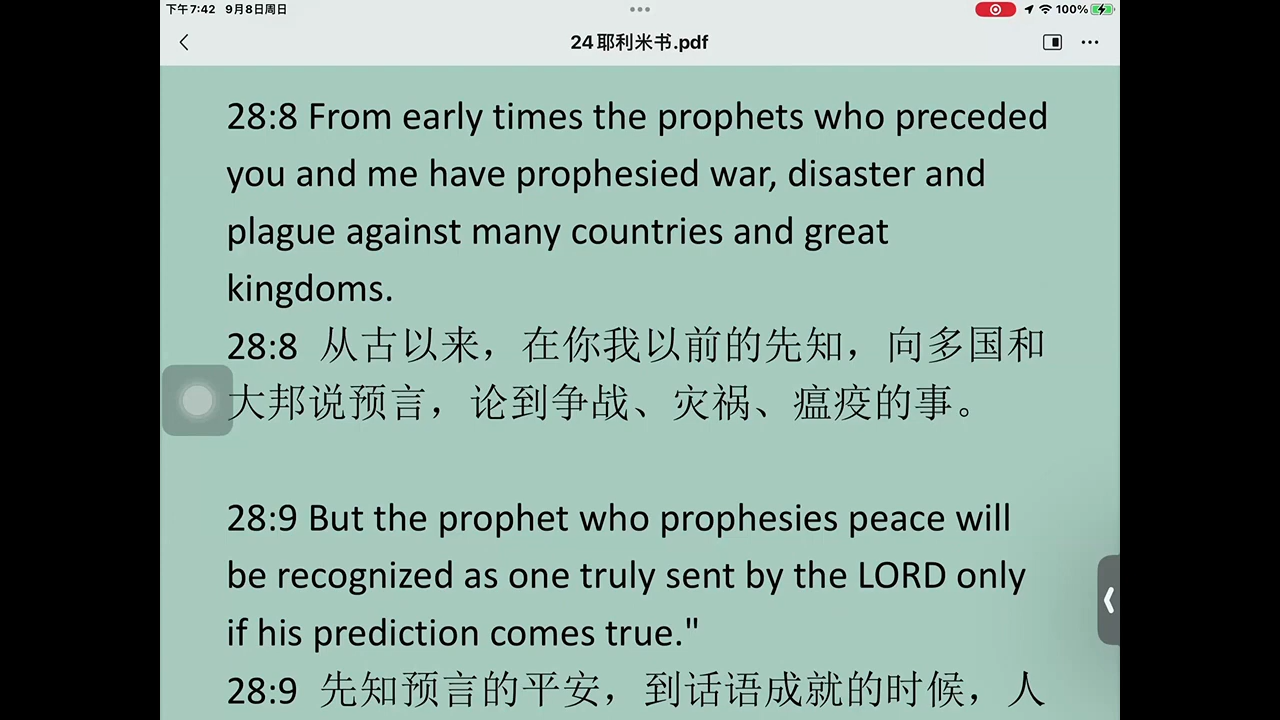 下午7:42 9月8日周日
100%
24耶利米书.pdf
28:8 From early times the prophets who preceded
you and me have prophesied war, disaster and
plague against many countries and great
kingdoms.
28:8 从古以来，在你我以前的先知，向多国和
大邦说预言，论到争战、灾祸、瘟疫的事。
28:9 But the prophet who prophesies peace will
be recognized as one truly sent by the LORD only
if his prediction comes true."
28:9 先知预言的平安，到话语成就的时候，人